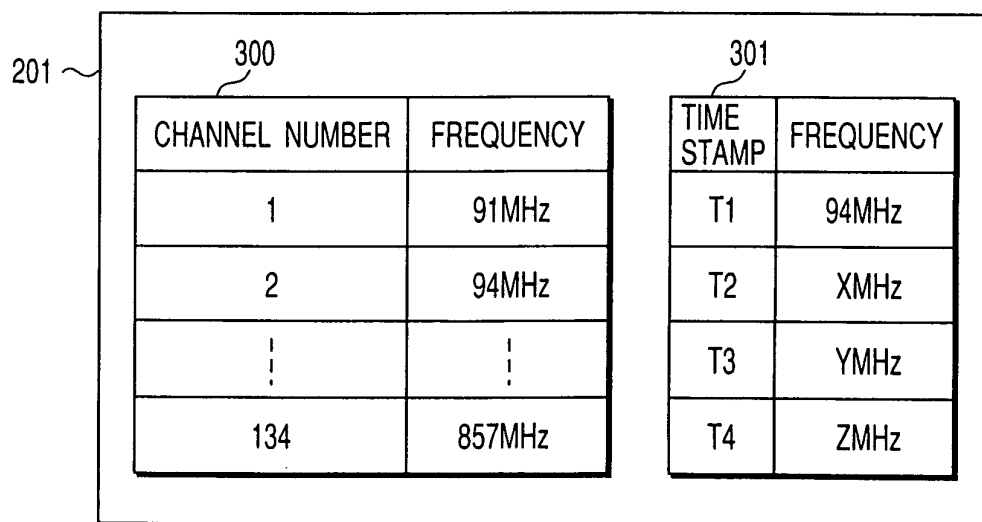 201
300
301
CHANNEL NUMBER FREQUENCY
1 91MHz
2 94MHz
134 857MHz
TIME
STAMP FREQUENCY
T1 94MHz
T2 XMHz
T3 YMHz
T4 ZMHz